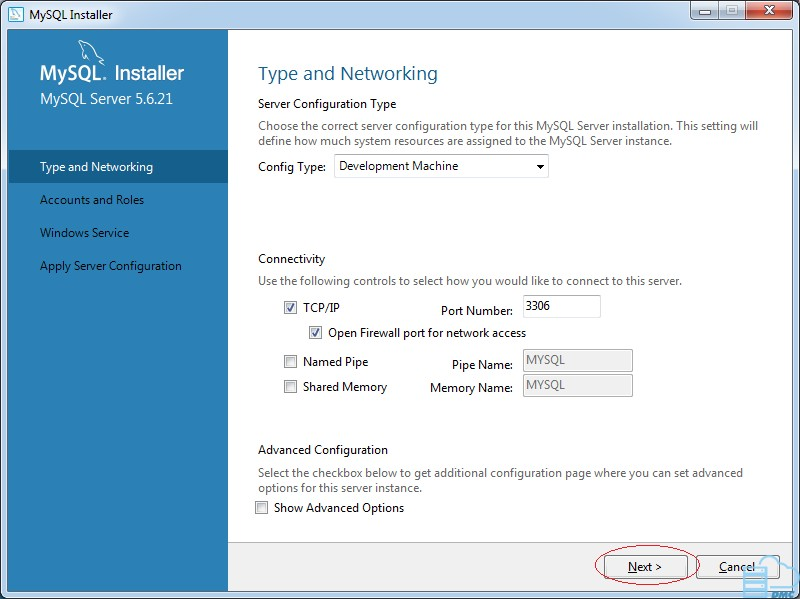 MySQL Installer
MySQL. Installer
MySQL Server 5.6.21
Type and Networking
Accounts and Roles
Windows Service
Apply Server Configuration
Type and Networking
Server Configuration Type
Choose the correct server configuration type for this MySQL Server installation. This setting will
define how much system resources are assigned to the MySQL Server instance.
Config Type: Development Machine
Connectivity
Use the following controls to select how you would like to connect to this server.
TCP/IP Port Number: 3306
Open Firewall port for network access
Named Pipe Pipe Name: MYSQL
Shared Memory Memory Name: MYSQL
Advanced Configuration
Select the checkbox below to get additional configuration page where you can set advanced
options for this server instance.
Show Advanced Options
Next > Cancel
DMC